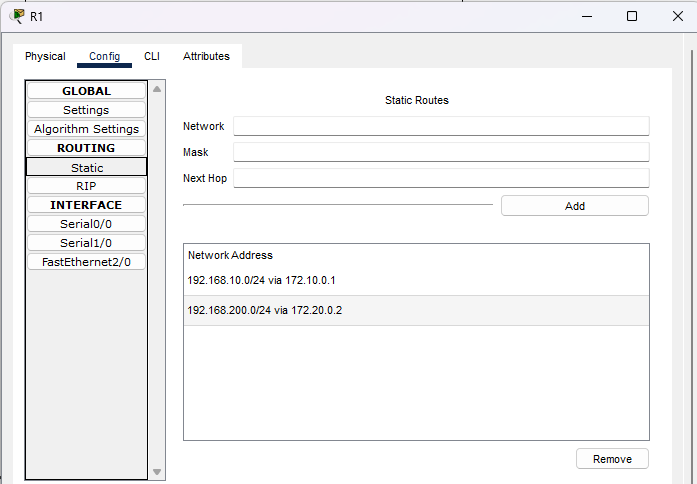 R1
Physical Config CLI Attributes
GLOBAL
Settings
Algorithm Settings
ROUTING
Static
RIP
INTERFACE
Serial0/0
Serial1/0
FastEthernet2/0
Static Routes
Network
Mask
Next Hop
Add
Network Address
192.168.10.0/24 via 172.10.0.1
192.168.200.0/24 via 172.20.0.2
Remove